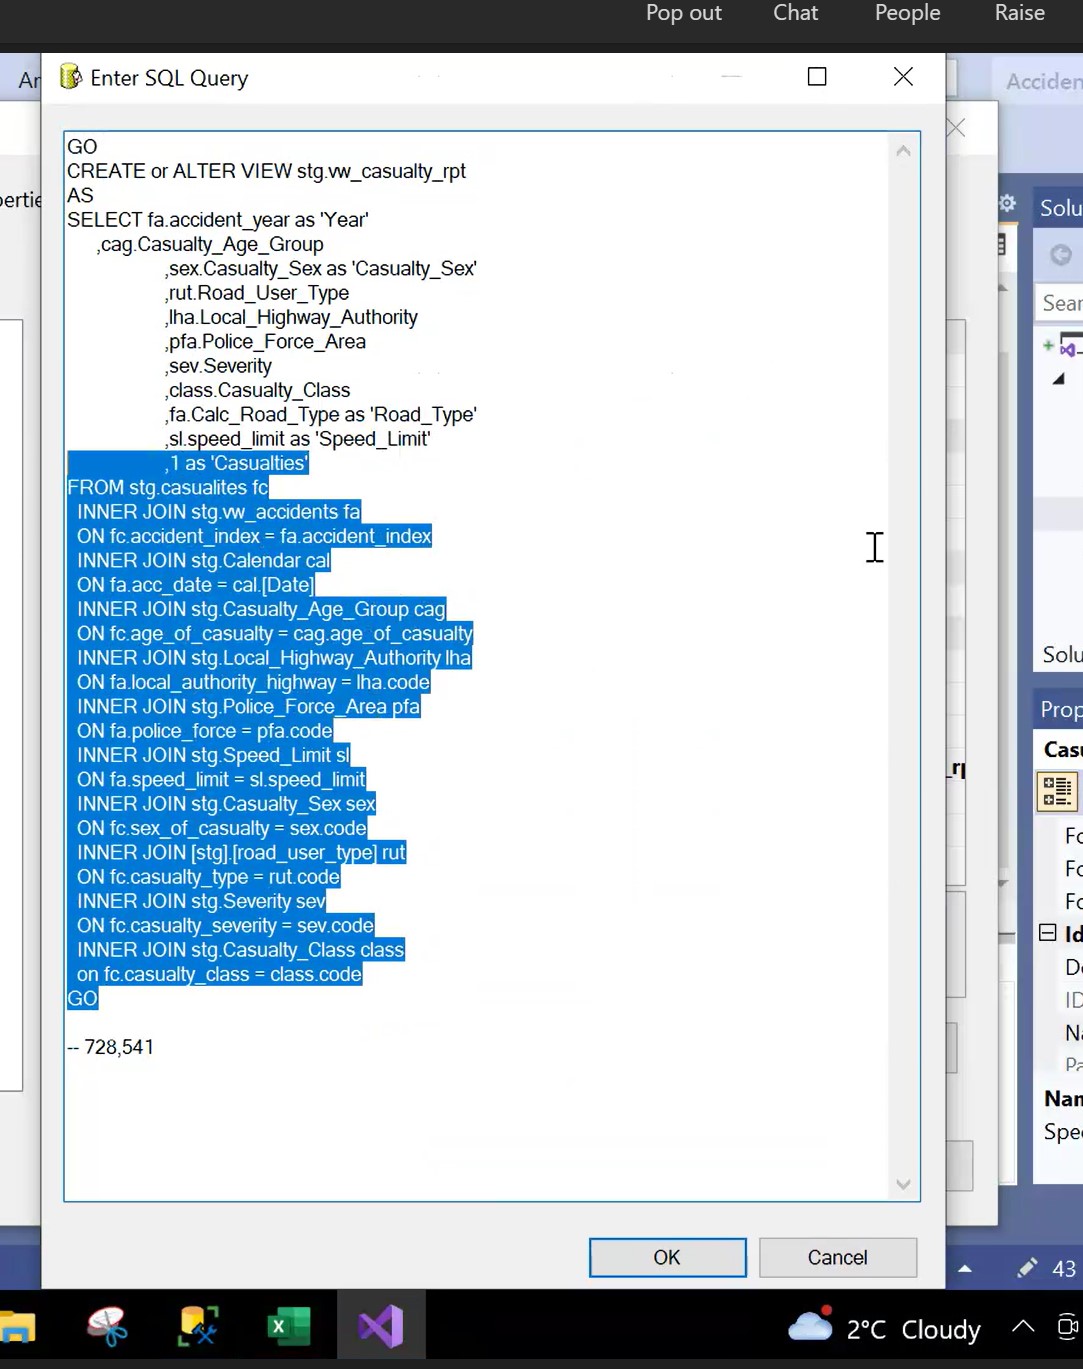 Pop out Chat People Raise
Enter SQL Query
GO
CREATE or ALTER VIEW stg.vw_casualty_rpt
AS
SELECT fa.accident_year as 'Year'
,cag.Casualty_Age_Group
,sex.Casualty_Sex as 'Casualty_Sex'
,rut.Road_User_Type
,lha.Local_Highway_Authority
,pfa.Police_Force_Area
,sev.Severity
,class.Casualty_Class
,fa.Calc_Road_Type as 'Road_Type'
,sl.speed_limit as 'Speed_Limit'
,1 as 'Casualties'
FROM stg.casualites fc
INNER JOIN stg.vw_accidents fa
ON fc.accident_index = fa.accident_index
INNER JOIN stg.Calendar cal
ON fa.acc_date = cal.[Date]
INNER JOIN stg.Casualty_Age_Group cag
ON fc.age_of_casualty = cag.age_of_casualty
INNER JOIN stg.Local_Highway_Authority lha
ON fa.local_authority_highway = lha.code
INNER JOIN stg.Police_Force_Area pfa
ON fa.police_force = pfa.code
INNER JOIN stg.Speed_Limit sl
ON fa.speed_limit = sl.speed_limit
INNER JOIN stg.Casualty_Sex sex
ON fc.sex_of_casualty = sex.code
INNER JOIN [stg].[road_user_type] rut
ON fc.casualty_type = rut.code
INNER JOIN stg.Severity sev
ON fc.casualty_severity = sev.code
INNER JOIN stg.Casualty_Class class
on fc.casualty_class = class.code
GO
-- 728,541
OK Cancel
Ar
ertie
Acciden
Solu
Sear
Solu
Prop
Casu
Fo
Fo
Fo
Id
De
ID
Na
Pa
Nam
Spec
43
2°C Cloudy